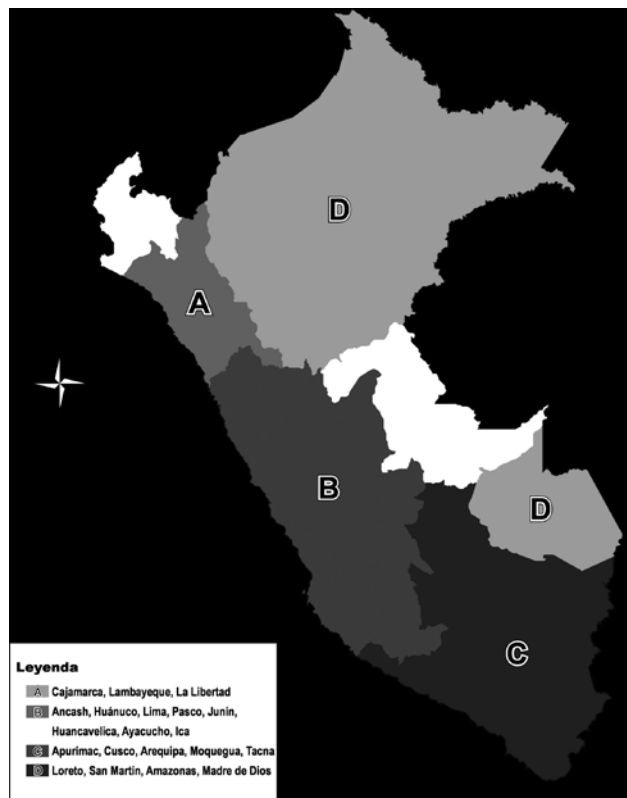 D
A
B
D
C
Leyenda
A Cajamarca, Lambayeque, La Libertad
B Ancash, Huánuco, Lima, Pasco, Junín,
Huancavelica, Ayacucho, Ica
C Apurímac, Cusco, Arequipa, Moquegua, Tacna
D Loreto, San Martín, Amazonas, Madre de Dios